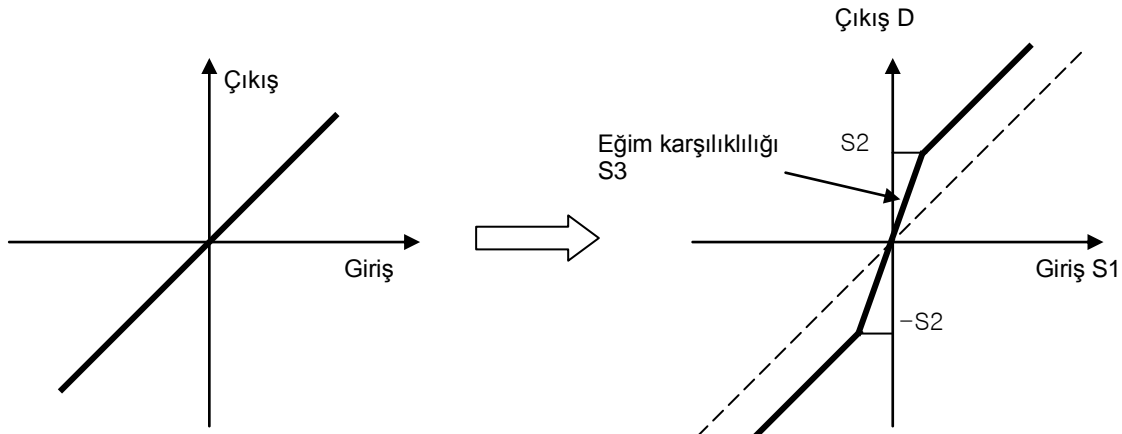 Çıkış
Giriş
Çıkış D
Eğim karşılıklılığı
S3
S2
Giriş S1
-S2